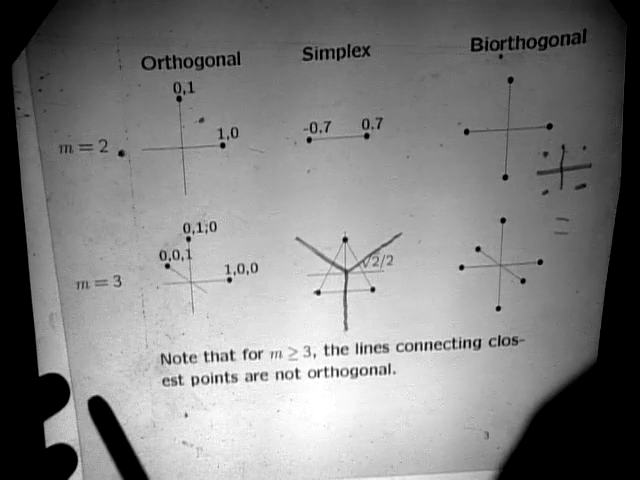 Orthogonal Simplex Biorthogonal
0,1
m = 2 1,0 -0.7 0.7
0,1,0
0,0,1
m = 3 1,0,0 √2/2
Note that for m ≥ 3, the lines connecting clos-
est points are not orthogonal.
3